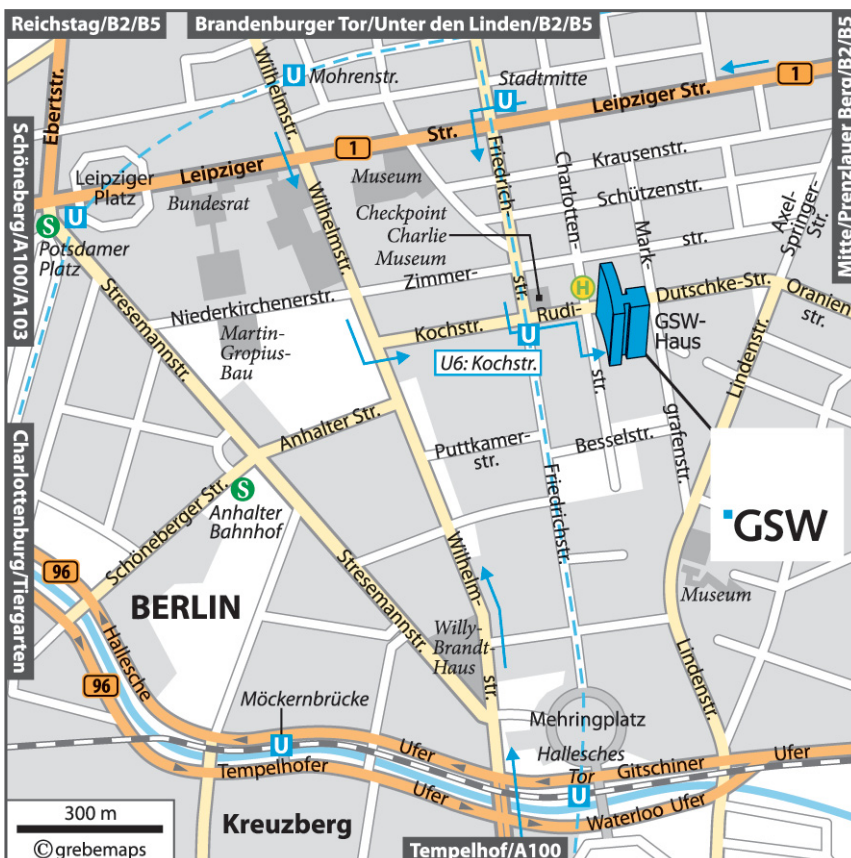 Reichstag/B2/B5
Brandenburger Tor/Unter den Linden/B2/B5
Mitte/Prenzlauer Berg/B2/B5
Schöneberg/A100/A103
Charlottenburg/Tiergarten
Tempelhof/A100
Ebertstr.
Wilhelmstr.
U
Mohrenstr.
Stadtmitte
U
Leipziger Str.
1
Leipziger
1
Str.
Leipziger
Platz
U
S
Potsdamer
Platz
Bundesrat
Museum
Wilhelmstr.
Friedrich-
str.
Charlotten-
str.
Krausenstr.
Schützenstr.
Mark-
grafenstr.
Axel-
Springer-
Str.
Checkpoint
Charlie
Museum
Zimmer-
str.
Niederkirchenerstr.
Stresemannstr.
Martin-
Gropius-
Bau
Kochstr.
Rudi-
Dutschke-Str.
H
Oranien
str.
GSW-
Haus
U
U6: Kochstr.
Lindenstr.
Anhalter Str.
Puttkamer-
str.
Besselstr.
Friedrichstr.
GSW
Schöneberger Str.
S
Anhalter
Bahnhof
Stresemannstr.
Wilhelm-
str.
96
BERLIN
Hallesche
96
Willy-
Brandt-
Haus
Museum
Lindenstr.
Möckernbrücke
U
Mehringplatz
Hallesches
Tor
U
Ufer
Gitschiner
Ufer
Tempelhofer
Ufer
Waterloo Ufer
300 m
Kreuzberg
© grebemaps